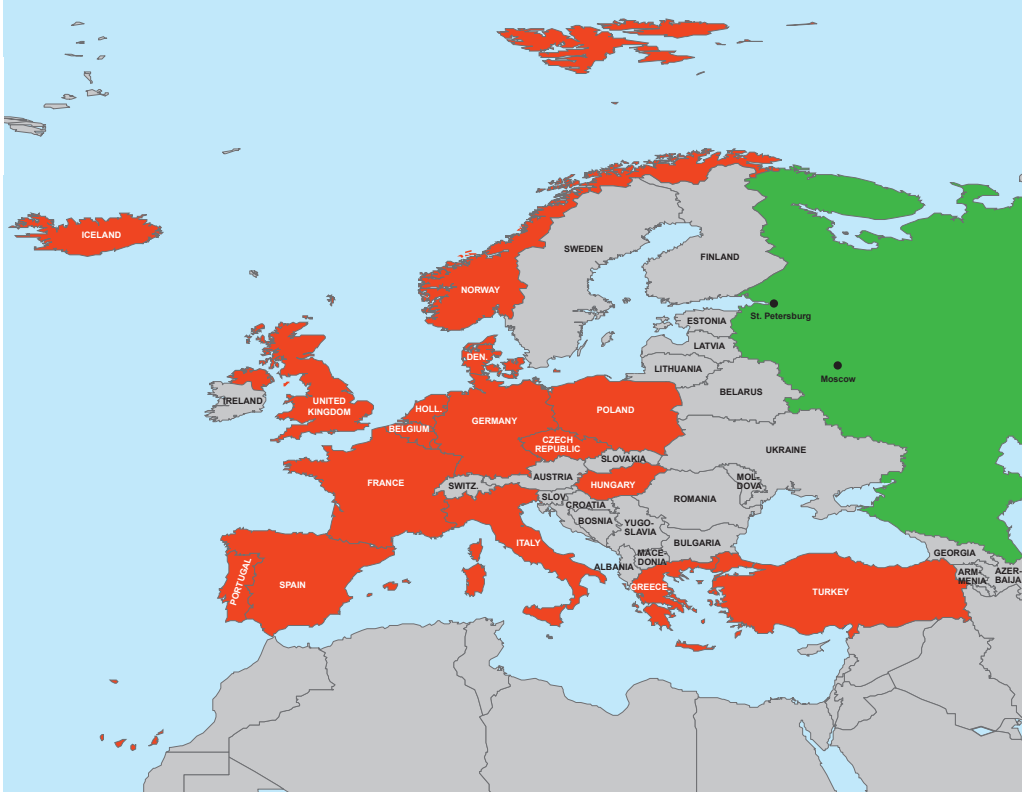 ICELAND
SWEDEN
FINLAND
NORWAY
St. Petersburg
ESTONIA
LATVIA
DEN.
Moscow
LITHUANIA
BELARUS
IRELAND
UNITED
KINGDOM
HOLL.
BELGIUM
GERMANY
POLAND
CZECH
REPUBLIC
UKRAINE
SLOVAKIA
FRANCE
SWITZ.
AUSTRIA
HUNGARY
MOL-
DOVA
SLOV.
CROATIA
ROMANIA
BOSNIA
YUGO-
SLAVIA
ITALY
BULGARIA
MACE-
DONIA
GEORGIA
ALBANIA
ARM-
MENIA
AZER-
BAIJA
PORTUGAL
SPAIN
GREECE
TURKEY